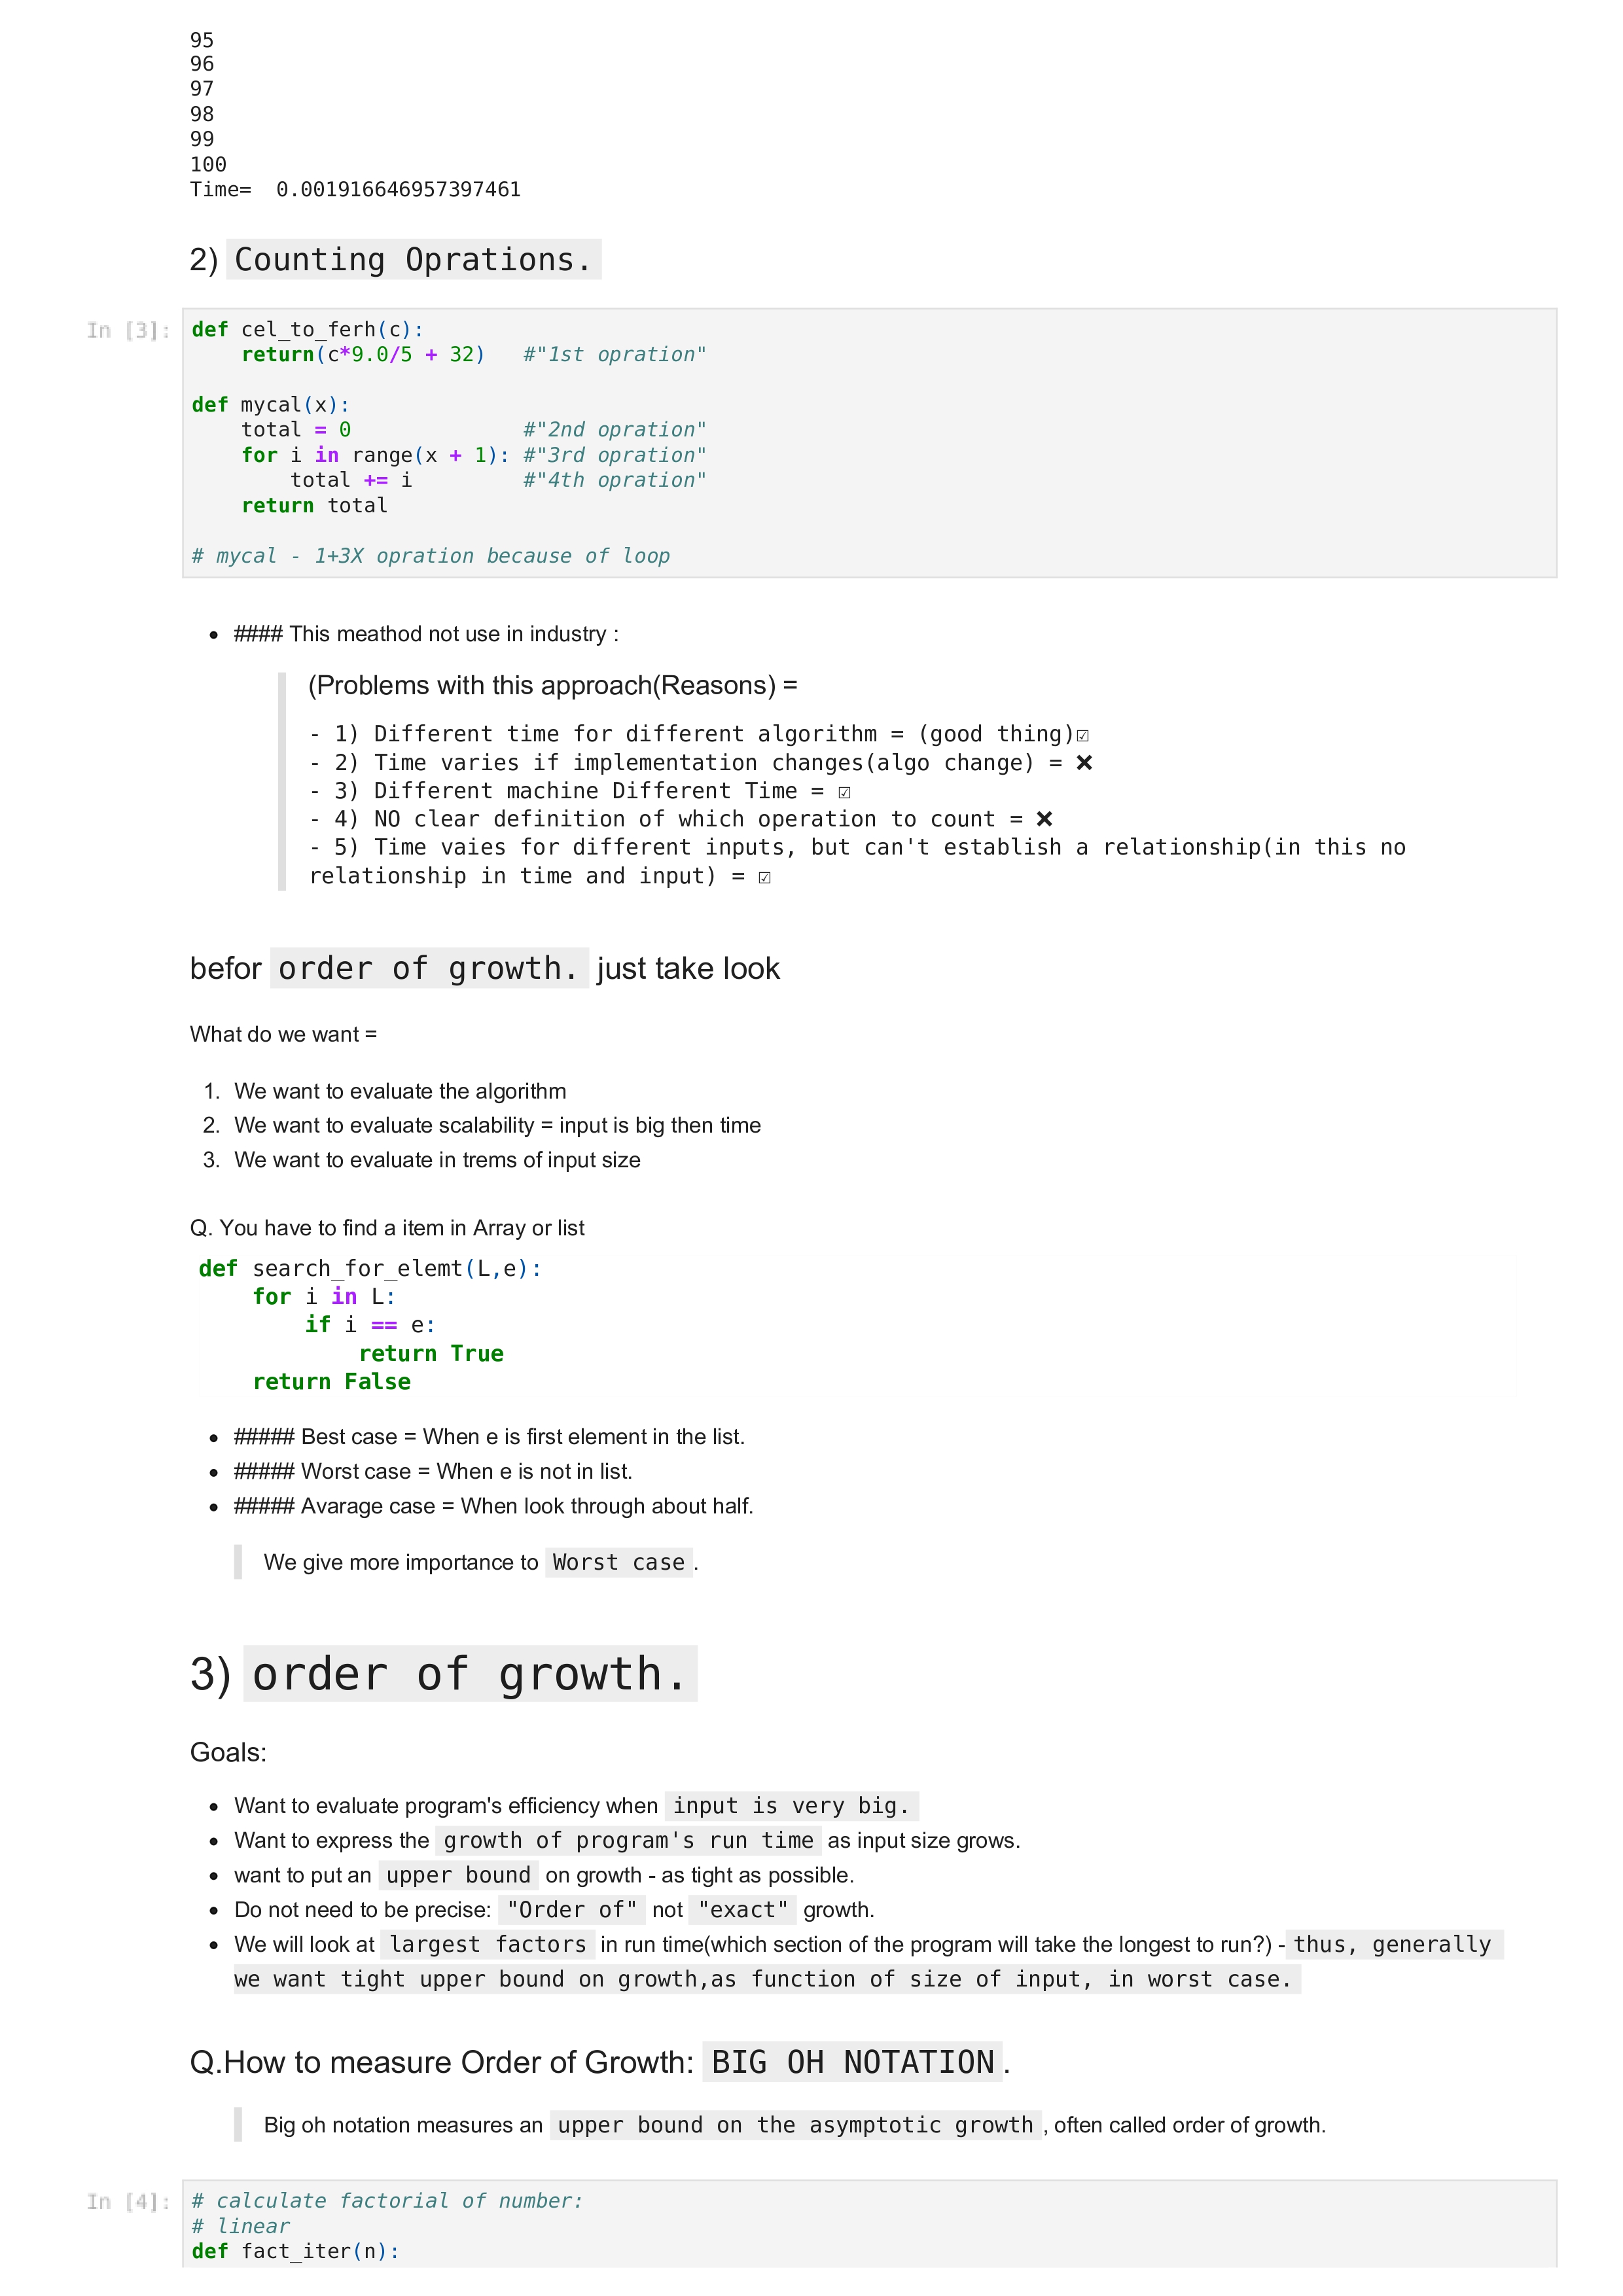 95
96
97
98
99
100
Time=  0.001916646957397461
2) Counting Oprations.
In [3]:
def cel_to_ferh(c):
    return(c*9.0/5 + 32)   #"1st opration"

def mycal(x):
    total = 0              #"2nd opration"
    for i in range(x + 1): #"3rd opration"
        total += i         #"4th opration"
    return total

# mycal - 1+3X opration because of loop
• #### This meathod not use in industry :
(Problems with this approach(Reasons) =
- 1) Different time for different algorithm = (good thing)☑
- 2) Time varies if implementation changes(algo change) = ❌
- 3) Different machine Different Time = ☑
- 4) NO clear definition of which operation to count = ❌
- 5) Time vaies for different inputs, but can't establish a relationship(in this no
relationship in time and input) = ☑
befor order of growth. just take look
What do we want =
1. We want to evaluate the algorithm
2. We want to evaluate scalability = input is big then time
3. We want to evaluate in trems of input size
Q. You have to find a item in Array or list
def search_for_elemt(L,e):
    for i in L:
        if i == e:
            return True
    return False
• ##### Best case = When e is first element in the list.
• ##### Worst case = When e is not in list.
• ##### Avarage case = When look through about half.
We give more importance to Worst case .
3) order of growth.
Goals:
• Want to evaluate program's efficiency when input is very big.
• Want to express the growth of program's run time as input size grows.
• want to put an upper bound on growth - as tight as possible.
• Do not need to be precise: "Order of" not "exact" growth.
• We will look at largest factors in run time(which section of the program will take the longest to run?) - thus, generally
we want tight upper bound on growth,as function of size of input, in worst case.
Q.How to measure Order of Growth: BIG OH NOTATION .
Big oh notation measures an upper bound on the asymptotic growth , often called order of growth.
In [4]:
# calculate factorial of number:
# linear
def fact_iter(n):